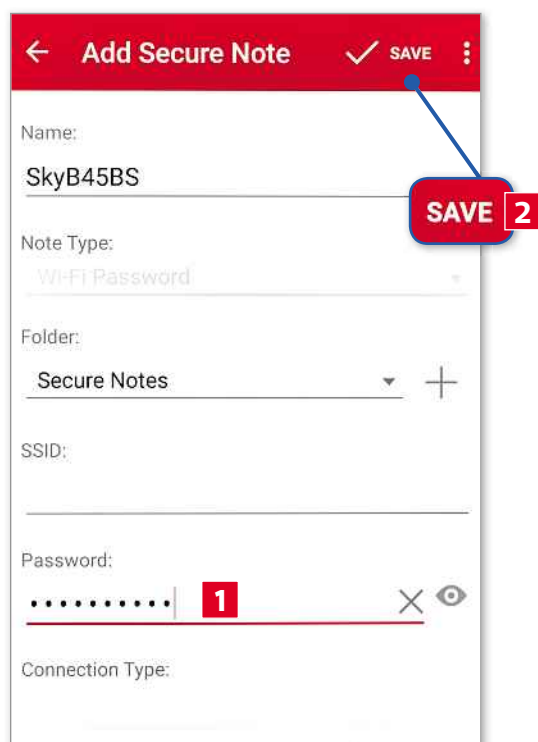 Add Secure Note SAVE
Name:
SkyB45BS
SAVE 2
Note Type:
Wi-Fi Password
Folder:
Secure Notes
SSID:
Password:
•••••••••• 1
Connection Type: